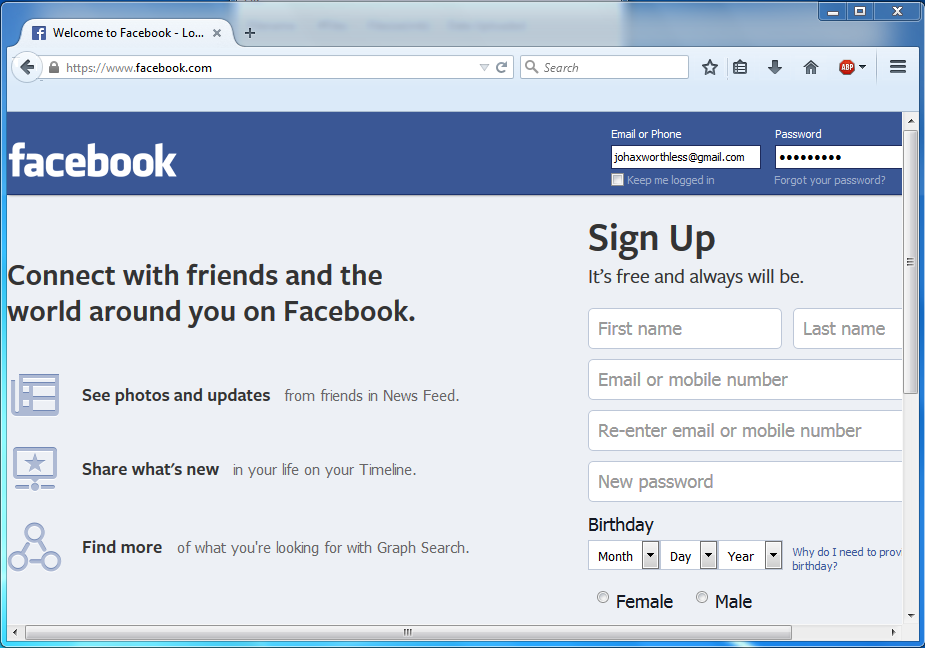 Welcome to Facebook - Lo...
https://www.facebook.com
Search
ABP
facebook
Email or Phone
Password
johaxworthless@gmail.com
•••••••••
Keep me logged in
Forgot your password?
Connect with friends and the
world around you on Facebook.
See photos and updates from friends in News Feed.
Share what's new in your life on your Timeline.
Find more of what you're looking for with Graph Search.
Sign Up
It's free and always will be.
First name
Last name
Email or mobile number
Re-enter email or mobile number
New password
Birthday
Month
Day
Year
Why do I need to prov
birthday?
Female
Male